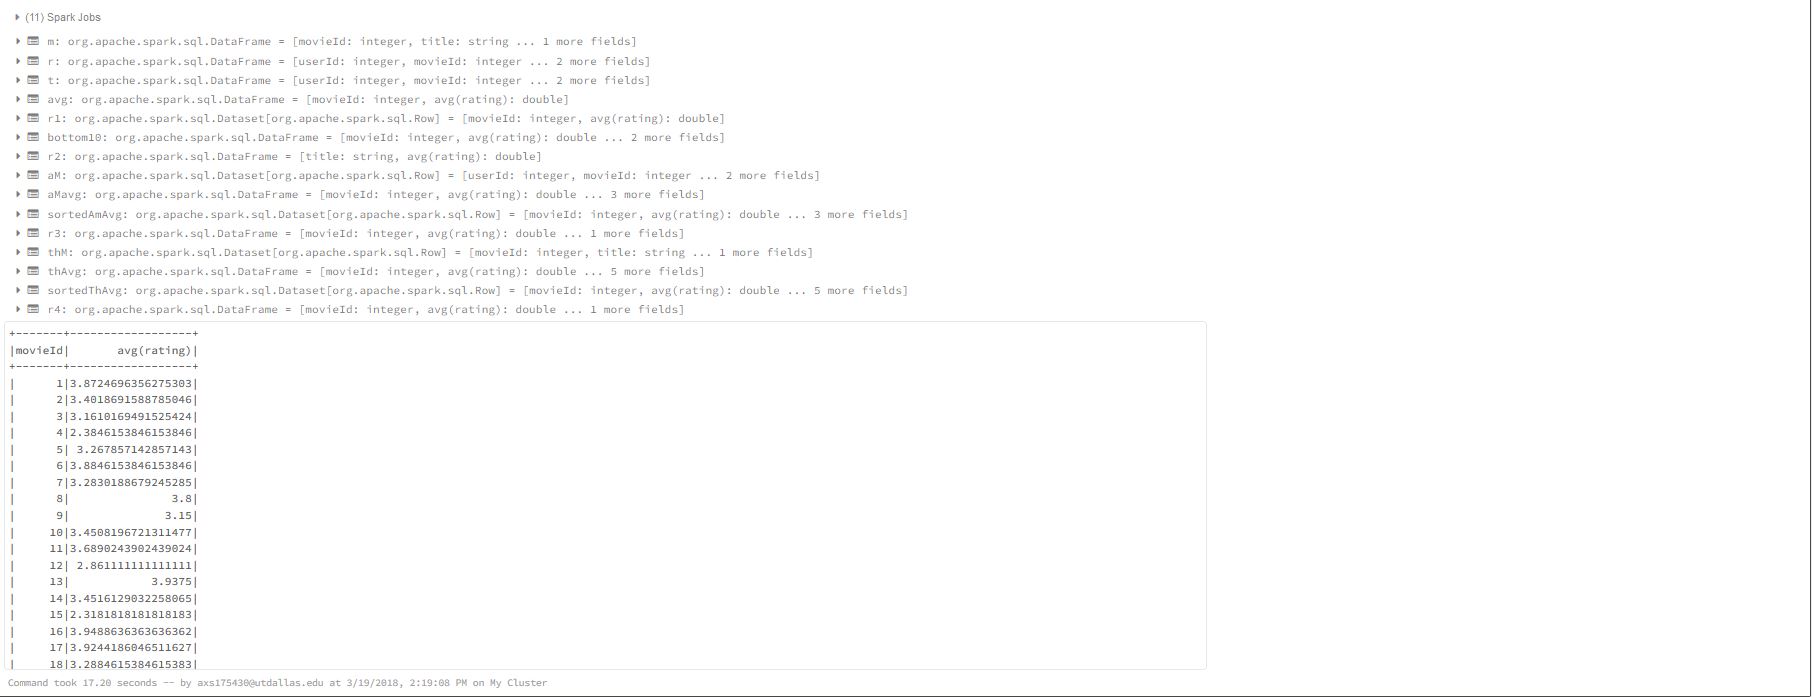 (11) Spark Jobs
m: org.apache.spark.sql.DataFrame = [movieId: integer, title: string ... 1 more fields]
r: org.apache.spark.sql.DataFrame = [userId: integer, movieId: integer ... 2 more fields]
t: org.apache.spark.sql.DataFrame = [userId: integer, movieId: integer ... 2 more fields]
avg: org.apache.spark.sql.DataFrame = [movieId: integer, avg(rating): double]
r1: org.apache.spark.sql.Dataset[org.apache.spark.sql.Row] = [movieId: integer, avg(rating): double]
bottom10: org.apache.spark.sql.DataFrame = [movieId: integer, avg(rating): double ... 2 more fields]
r2: org.apache.spark.sql.DataFrame = [title: string, avg(rating): double]
aM: org.apache.spark.sql.Dataset[org.apache.spark.sql.Row] = [userId: integer, movieId: integer ... 2 more fields]
aMavg: org.apache.spark.sql.DataFrame = [movieId: integer, avg(rating): double ... 3 more fields]
sortedAmAvg: org.apache.spark.sql.Dataset[org.apache.spark.sql.Row] = [movieId: integer, avg(rating): double ... 3 more fields]
r3: org.apache.spark.sql.DataFrame = [movieId: integer, avg(rating): double ... 1 more fields]
thM: org.apache.spark.sql.Dataset[org.apache.spark.sql.Row] = [movieId: integer, title: string ... 1 more fields]
thAvg: org.apache.spark.sql.DataFrame = [movieId: integer, avg(rating): double ... 5 more fields]
sortedThAvg: org.apache.spark.sql.Dataset[org.apache.spark.sql.Row] = [movieId: integer, avg(rating): double ... 5 more fields]
r4: org.apache.spark.sql.DataFrame = [movieId: integer, avg(rating): double ... 1 more fields]
+-------+------------------+
|movieId|       avg(rating)|
+-------+------------------+
|      1|3.8724696356275303|
|      2|3.4018691588785046|
|      3|3.1610169491525424|
|      4|2.3846153846153846|
|      5| 3.267857142857143|
|      6|3.8846153846153846|
|      7|3.2830188679245285|
|      8|               3.8|
|      9|              3.15|
|     10|3.4508196721311477|
|     11|3.6890243902439024|
|     12| 2.861111111111111|
|     13|            3.9375|
|     14|3.4516129032258065|
|     15|2.3181818181818183|
|     16|3.9488636363636362|
|     17|3.9244186046511627|
|     18|3.2884615384615383|
Command took 17.20 seconds -- by axs175430@utdallas.edu at 3/19/2018, 2:19:08 PM on My Cluster